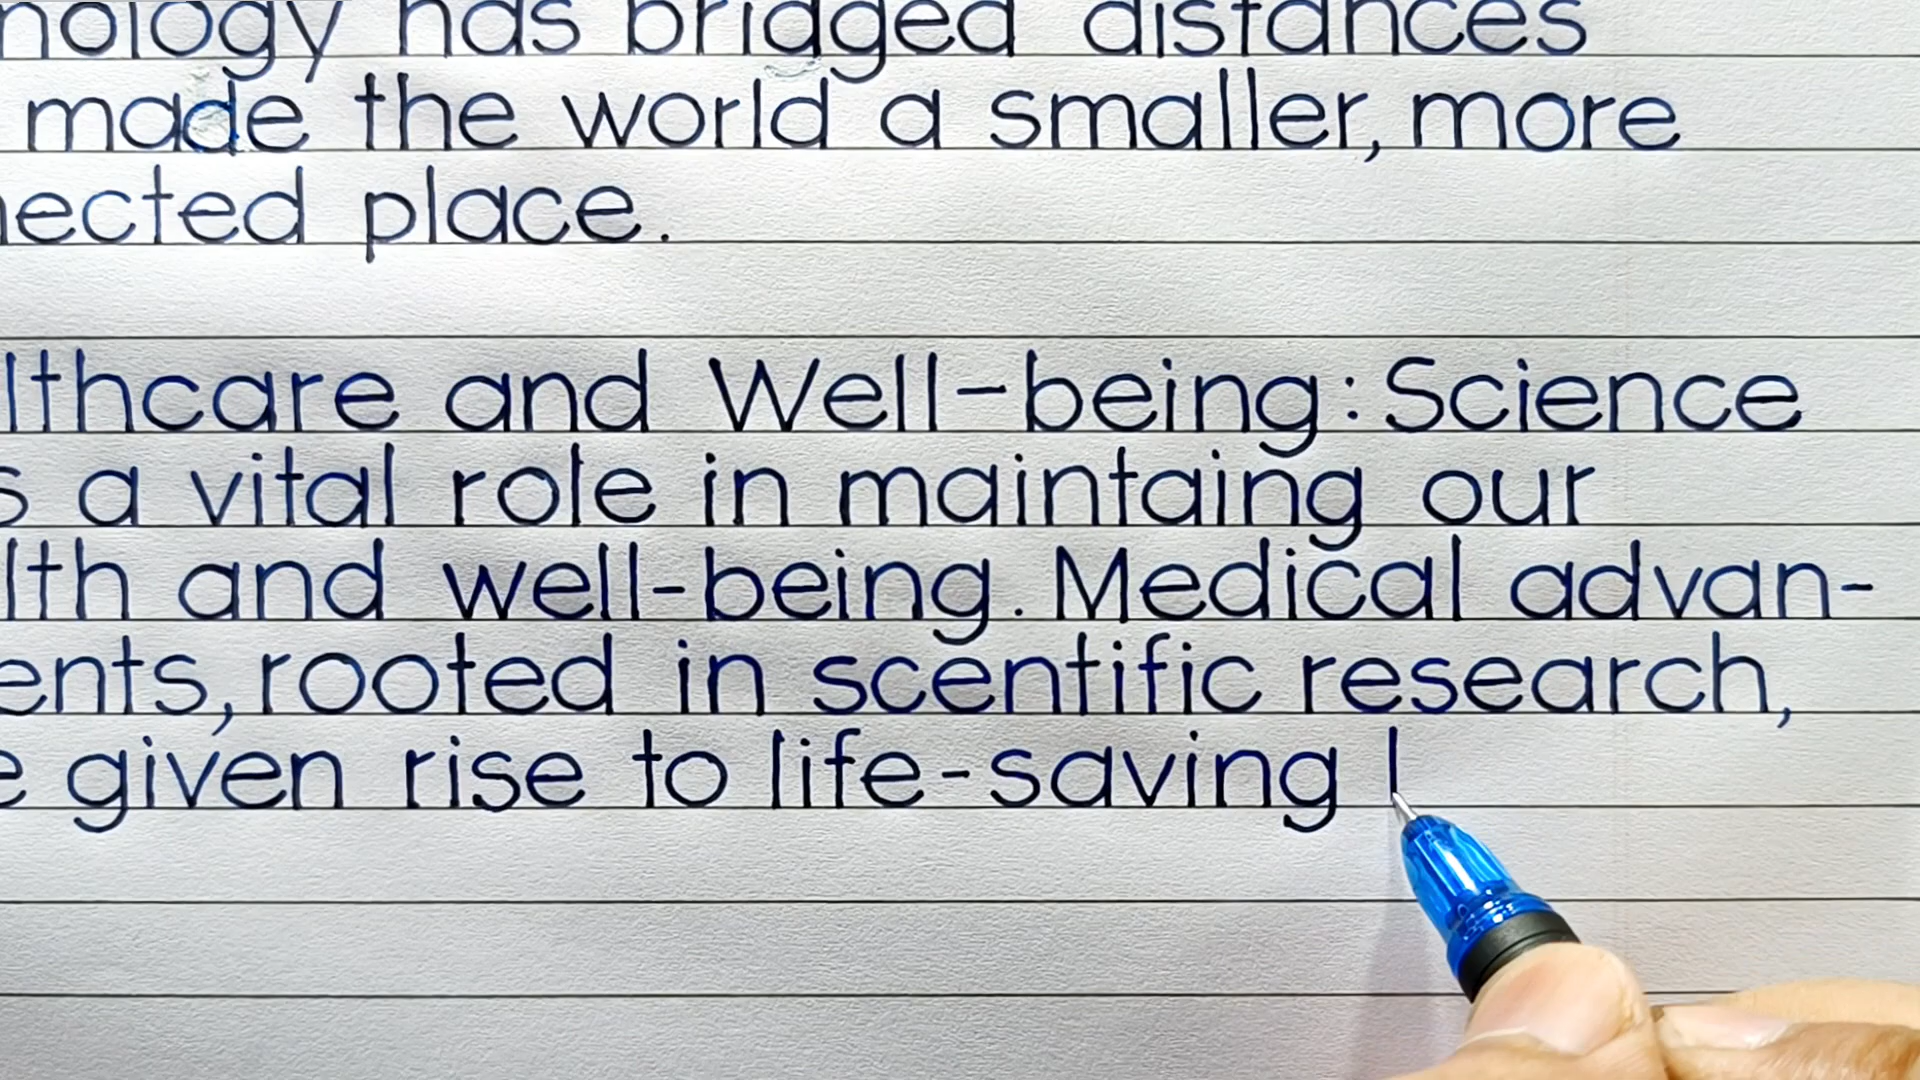 nology has bridged distances
made the world a smaller, more
nected place.
lthcare and Well-being: Science
s a vital role in maintaing our
lth and well-being. Medical advan-
ents, rooted in scentific research,
e given rise to life-saving l